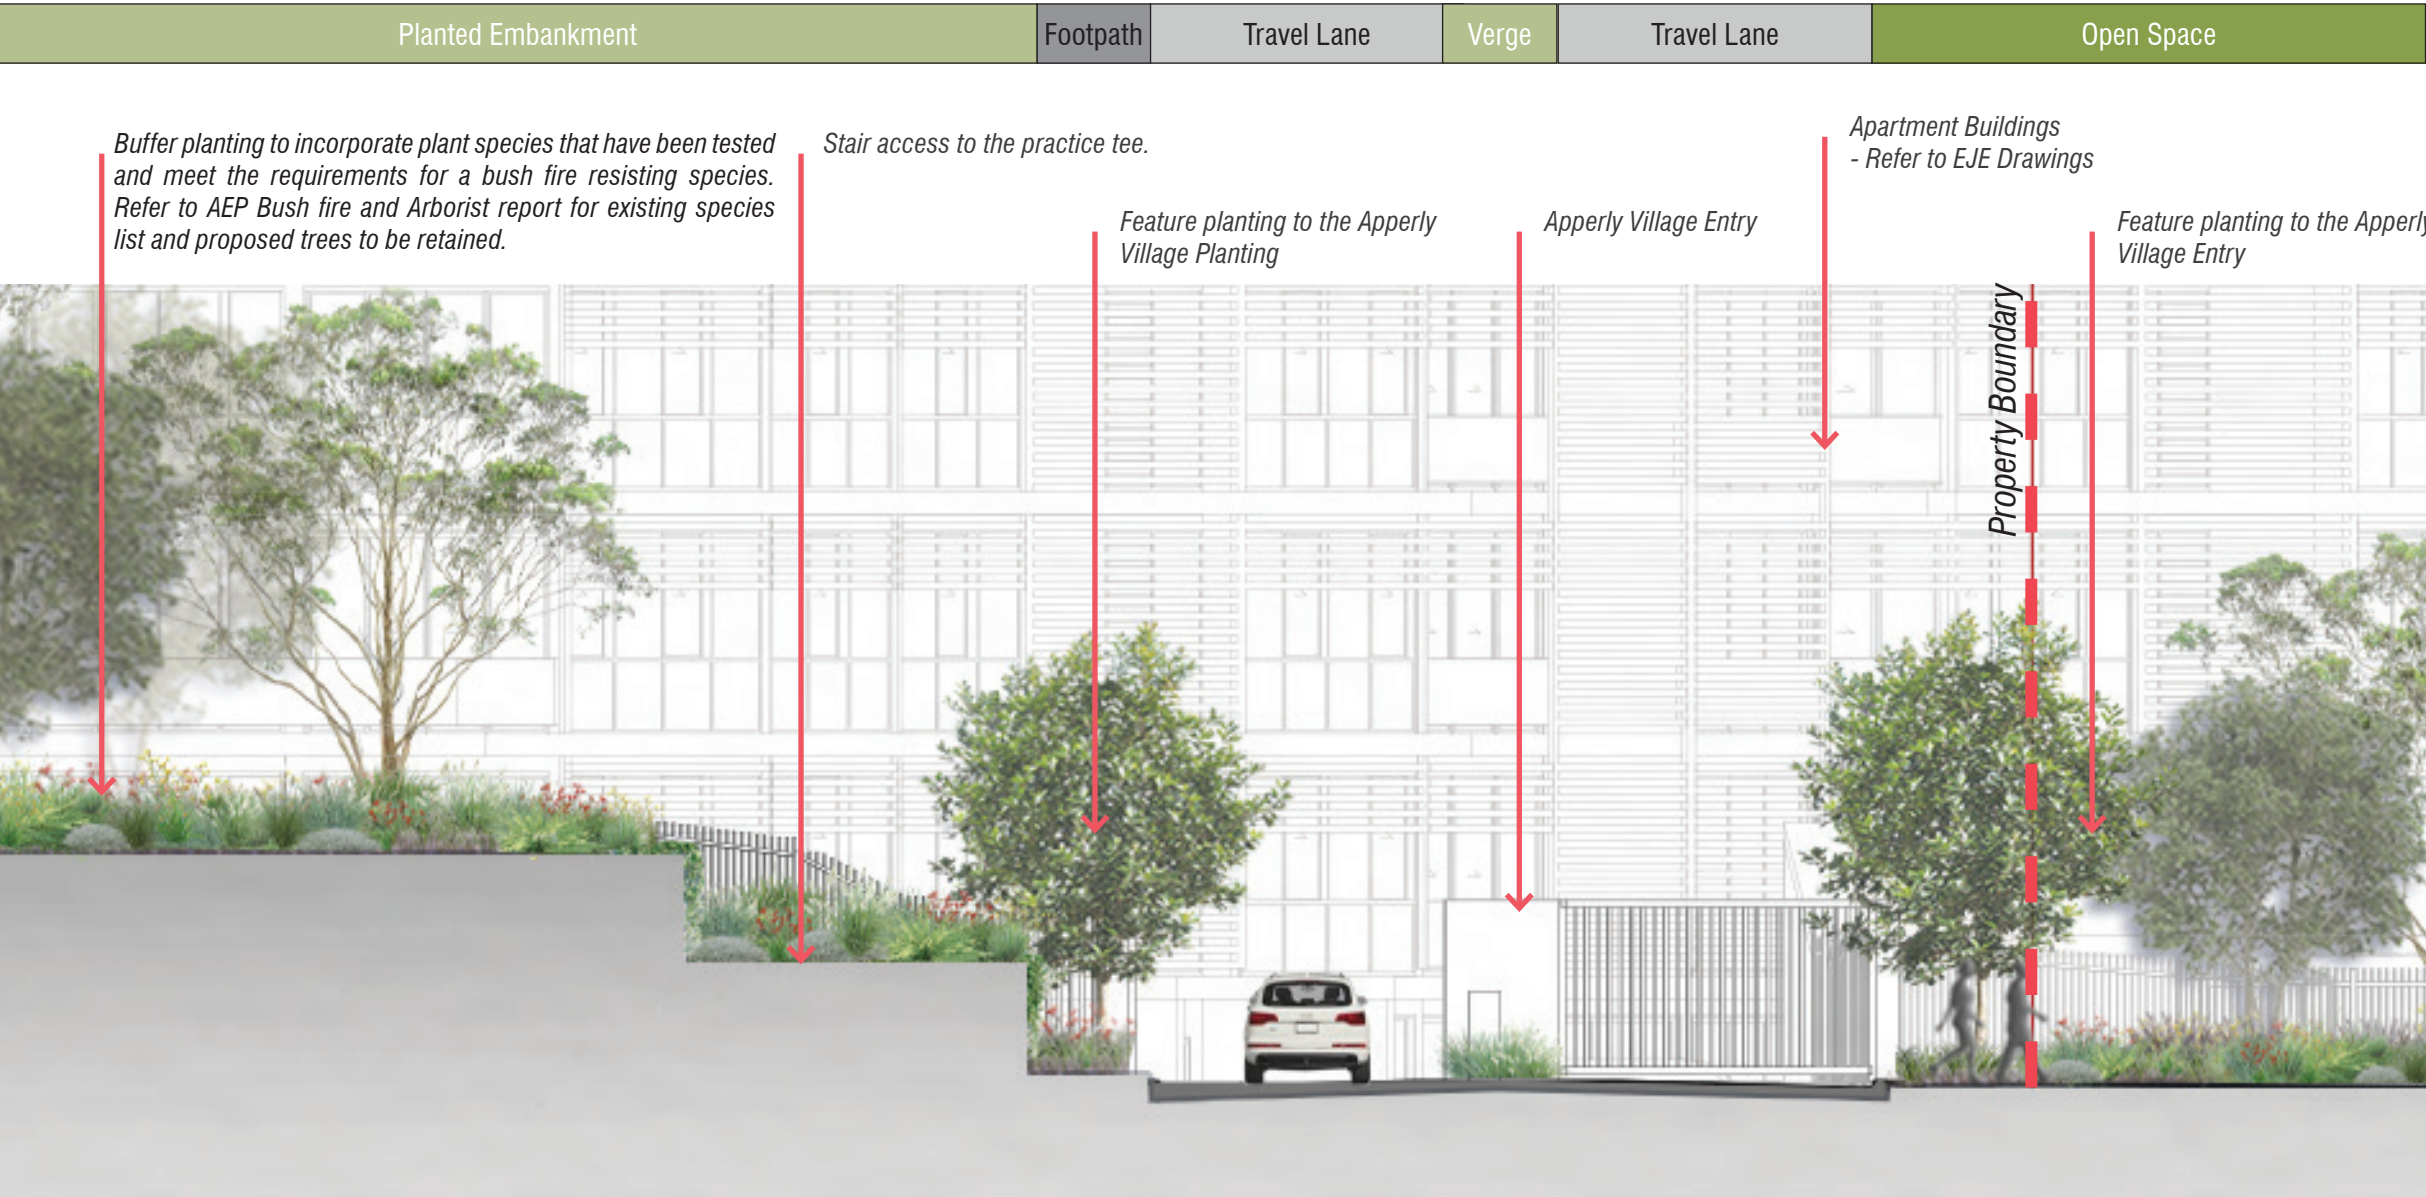 Planted Embankment
Footpath
Travel Lane
Verge
Travel Lane
Open Space
Buffer planting to incorporate plant species that have been tested
and meet the requirements for a bush fire resisting species.
Refer to AEP Bush fire and Arborist report for existing species
list and proposed trees to be retained.
Stair access to the practice tee.
Feature planting to the Apperly
Village Planting
Apperly Village Entry
Apartment Buildings
- Refer to EJE Drawings
Feature planting to the Apperly
Village Entry
Property Boundary